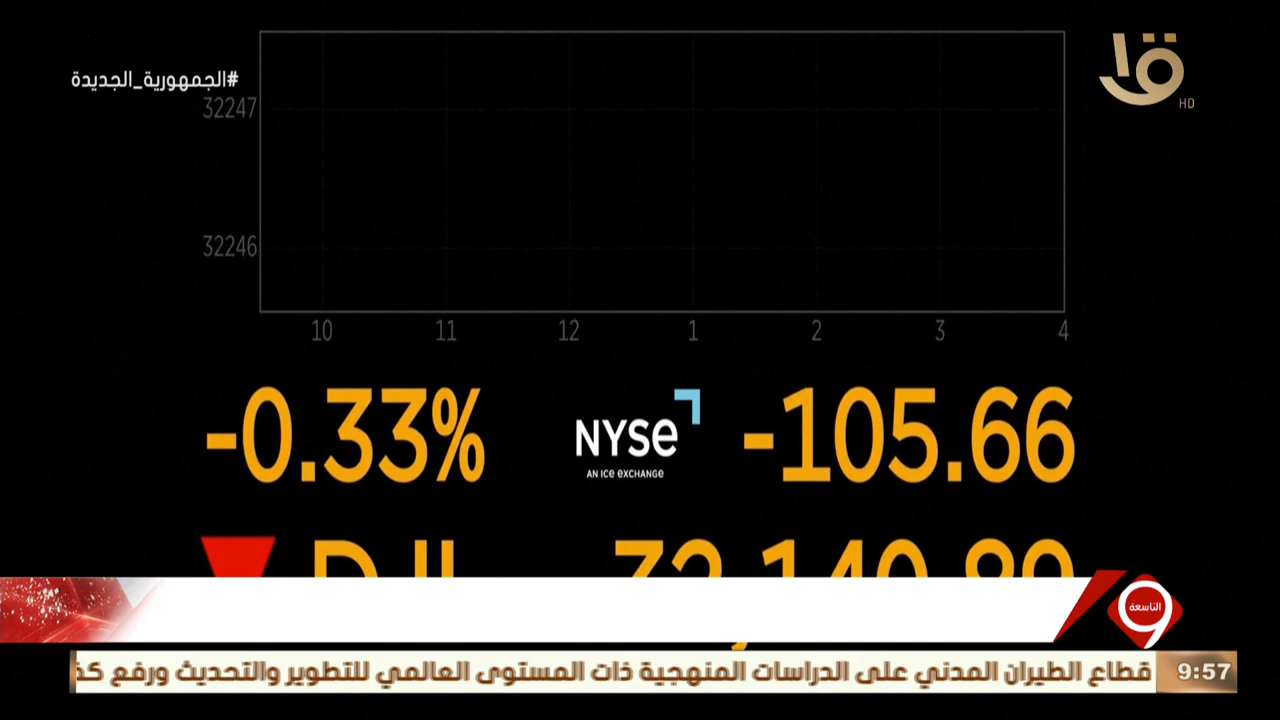 #الجمهورية_الجديدة
HD
32247
32246
10 11 12 1 2 3 4
-0.33% NYSE -105.66
AN ICE EXCHANGE
التاسعة
9
9:57
قطاع الطيران المدني على الدراسات المنهجية ذات المستوى العالمي للتطوير والتحديث ورفع